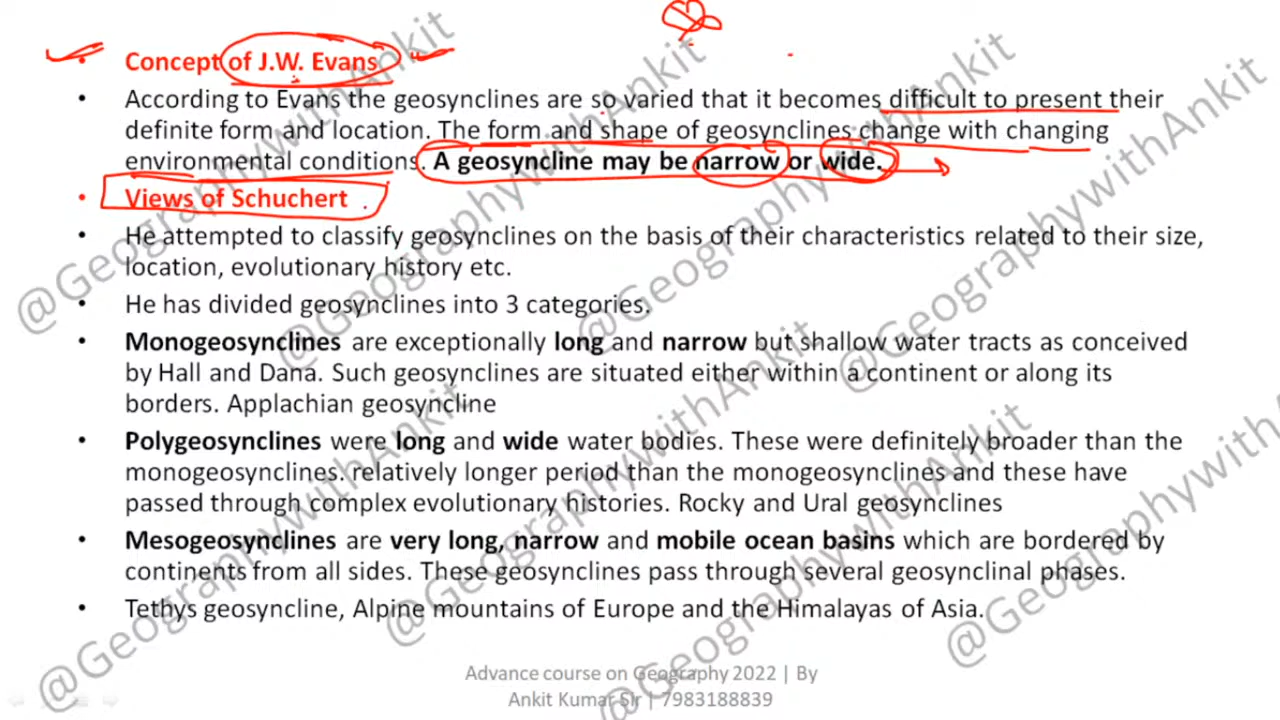 Concept of J.W. Evans
According to Evans the geosynclines are so varied that it becomes difficult to present their
definite form and location. The form and shape of geosynclines change with changing
environmental conditions. A geosyncline may be narrow or wide.
Views of Schuchert
He attempted to classify geosynclines on the basis of their characteristics related to their size,
location, evolutionary history etc.
He has divided geosynclines into 3 categories.
Monogeosynclines are exceptionally long and narrow but shallow water tracts as conceived
by Hall and Dana. Such geosynclines are situated either within a continent or along its
borders. Applachian geosyncline
Polygeosynclines were long and wide water bodies. These were definitely broader than the
monogeosynclines. relatively longer period than the monogeosynclines and these have
passed through complex evolutionary histories. Rocky and Ural geosynclines
Mesogeosynclines are very long, narrow and mobile ocean basins which are bordered by
continents from all sides. These geosynclines pass through several geosynclinal phases.
Tethys geosyncline, Alpine mountains of Europe and the Himalayas of Asia.
Advance course on Geography 2022 | By
Ankit Kumar Sir | 7983188839
@GeographywithAnkit
@GeographywithAnkit
@GeographywithAnkit
@GeographywithAnkit
@GeographywithAnkit
@GeographywithAnkit
@GeographywithAnkit
@GeographywithAnkit